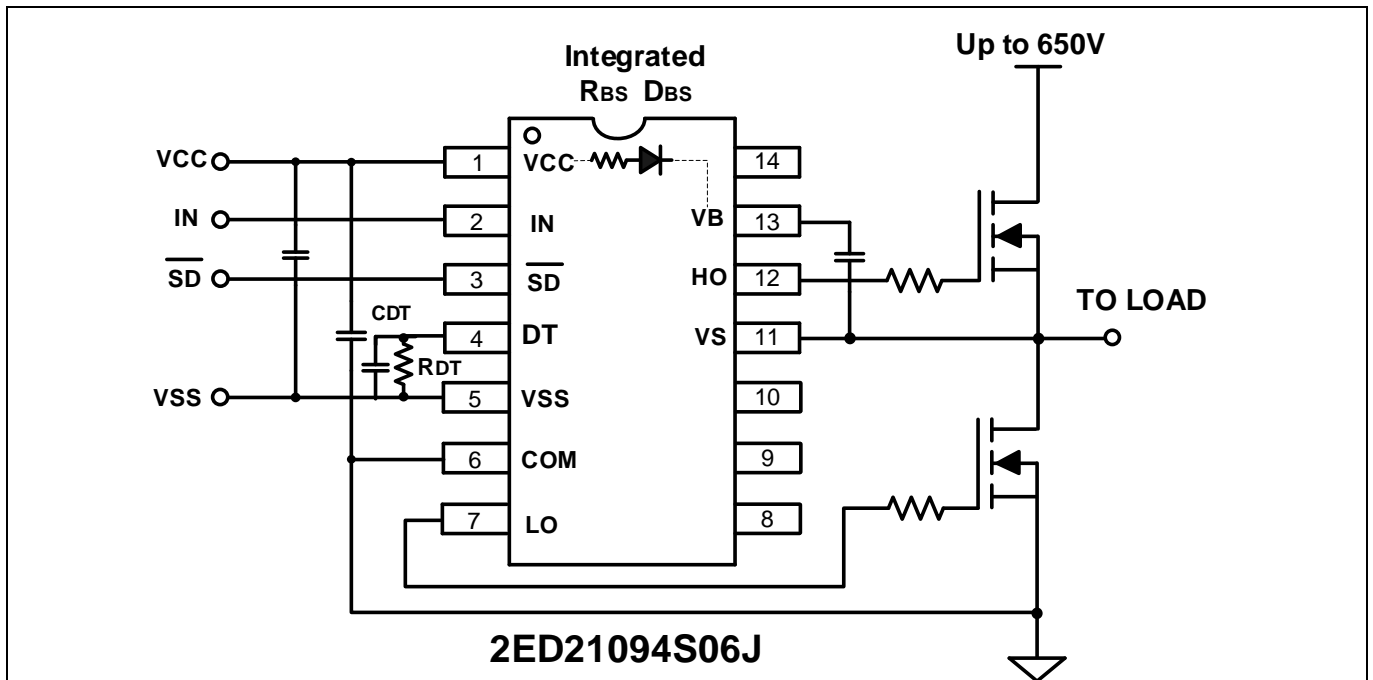 Integrated
RBS DBS
Up to 650V
VCC
1
VCC
14
IN
2
IN
VB
13
SD
3
SD
HO
12
TO LOAD
CDT
4
DT
VS
11
RDT
VSS
5
VSS
10
6
COM
9
7
LO
8
2ED21094S06J